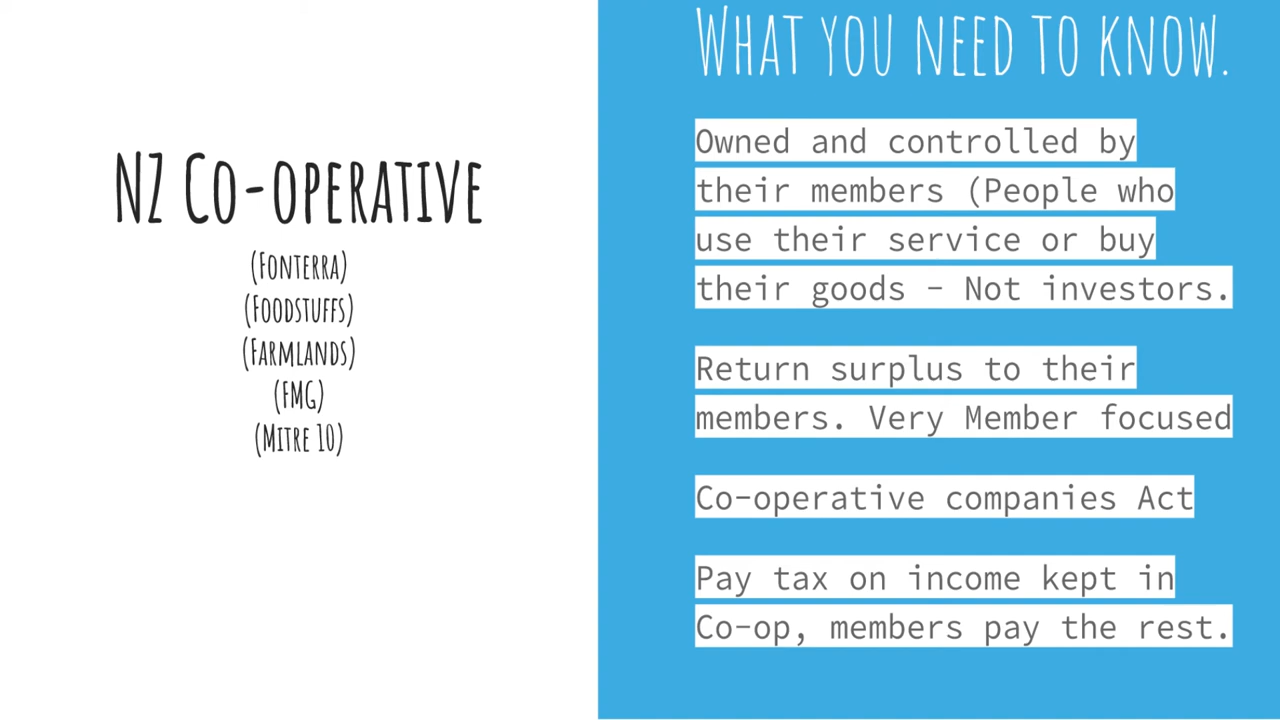 NZ Co-operative
(Fonterra)
(Foodstuffs)
(Farmlands)
(FMG)
(Mitre 10)
What you need to know.
Owned and controlled by
their members (People who
use their service or buy
their goods - Not investors.
Return surplus to their
members. Very Member focused
Co-operative companies Act
Pay tax on income kept in
Co-op, members pay the rest.